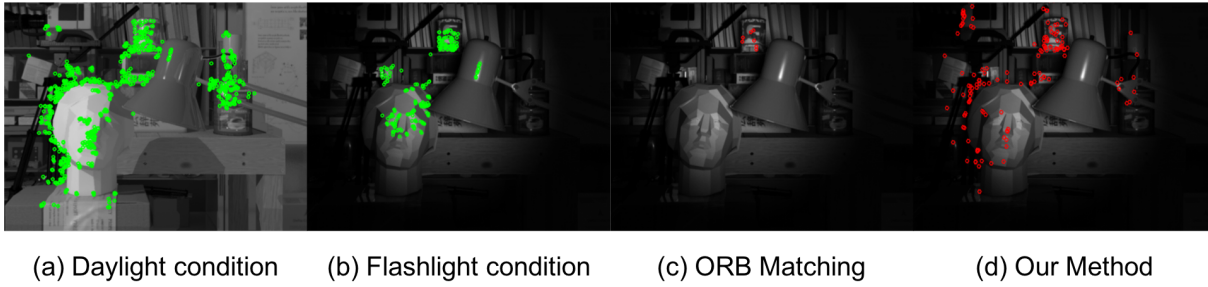 (a) Daylight condition
(b) Flashlight condition
(c) ORB Matching
(d) Our Method